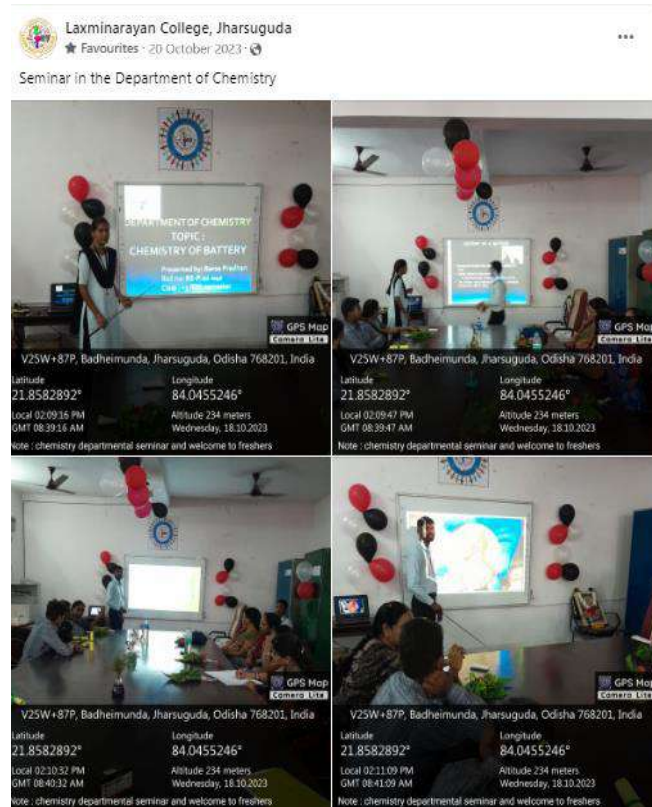 Laxminarayan College, Jharsuguda
Favourites · 20 October 2023 ·
Seminar in the Department of Chemistry
DEPARTMENT OF CHEMISTRY
TOPIC :
CHEMISTRY OF BATTERY
Presented by:
GPS Map
Camera Lite
V25W+87P, Badheimunda, Jharsuguda, Odisha 768201, India
Latitude
21.8582892°
Longitude
84.0455246°
Local 02:09:16 PM
GMT 08:39:16 AM
Altitude 234 meters
Wednesday, 18.10.2023
Note : chemistry departmental seminar and welcome to freshers
GPS Map
Camera Lite
V25W+87P, Badheimunda, Jharsuguda, Odisha 768201, India
Latitude
21.8582892°
Longitude
84.0455246°
Local 02:09:47 PM
GMT 08:39:47 AM
Altitude 234 meters
Wednesday, 18.10.2023
Note : chemistry departmental seminar and welcome to freshers
GPS Map
Camera Lite
V25W+87P, Badheimunda, Jharsuguda, Odisha 768201, India
Latitude
21.8582892°
Longitude
84.0455246°
Local 02:10:32 PM
GMT 08:40:32 AM
Altitude 234 meters
Wednesday, 18.10.2023
Note : chemistry departmental seminar and welcome to freshers
GPS Map
Camera Lite
V25W+87P, Badheimunda, Jharsuguda, Odisha 768201, India
Latitude
21.8582892°
Longitude
84.0455246°
Local 02:11:09 PM
GMT 08:41:09 AM
Altitude 234 meters
Wednesday, 18.10.2023
Note : chemistry departmental seminar and welcome to freshers